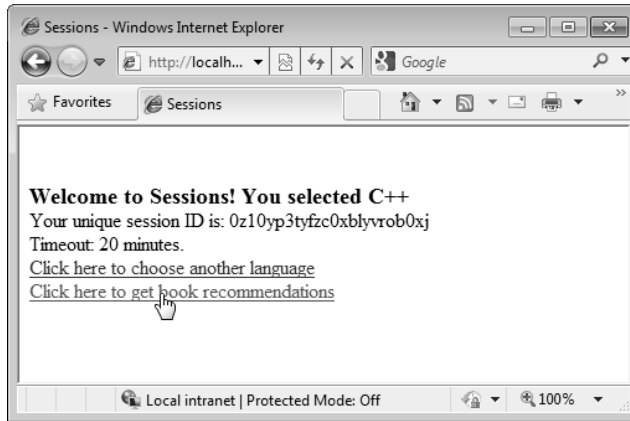 Sessions - Windows Internet Explorer
http://localh...
Google
Favorites
Sessions
Welcome to Sessions! You selected C++
Your unique session ID is: 0z10yp3tyfzc0xblyvrob0xj
Timeout: 20 minutes.
Click here to choose another language
Click here to get book recommendations
Local intranet | Protected Mode: Off
100%